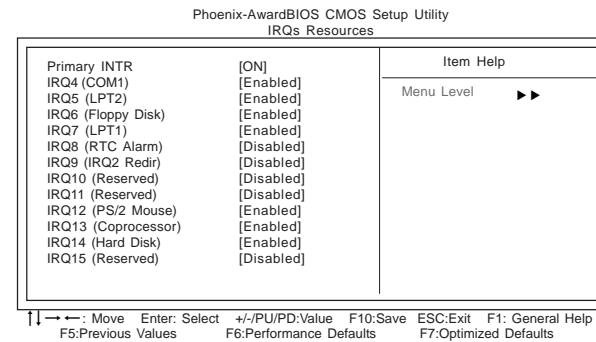 Phoenix-AwardBIOS CMOS Setup Utility
IRQs Resources
Primary INTR [ON]
IRQ4 (COM1) [Enabled]
IRQ5 (LPT2) [Enabled]
IRQ6 (Floppy Disk) [Enabled]
IRQ7 (LPT1) [Enabled]
IRQ8 (RTC Alarm) [Disabled]
IRQ9 (IRQ2 Redir) [Disabled]
IRQ10 (Reserved) [Disabled]
IRQ11 (Reserved) [Disabled]
IRQ12 (PS/2 Mouse) [Enabled]
IRQ13 (Coprocessor) [Enabled]
IRQ14 (Hard Disk) [Enabled]
IRQ15 (Reserved) [Disabled]
Item Help
Menu Level ►►
↑↓→←: Move Enter: Select +/-/PU/PD:Value F10:Save ESC:Exit F1: General Help
F5:Previous Values F6:Performance Defaults F7:Optimized Defaults